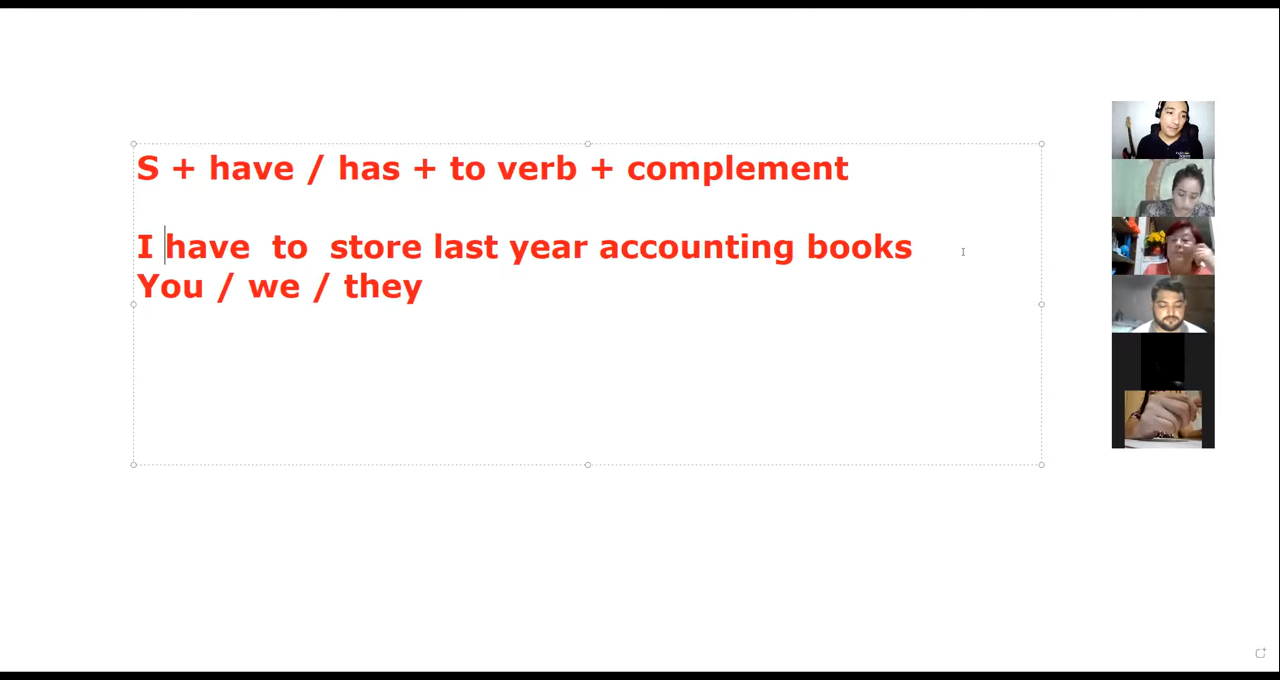 S + have / has + to verb + complement
I have to store last year accounting books
You / we / they